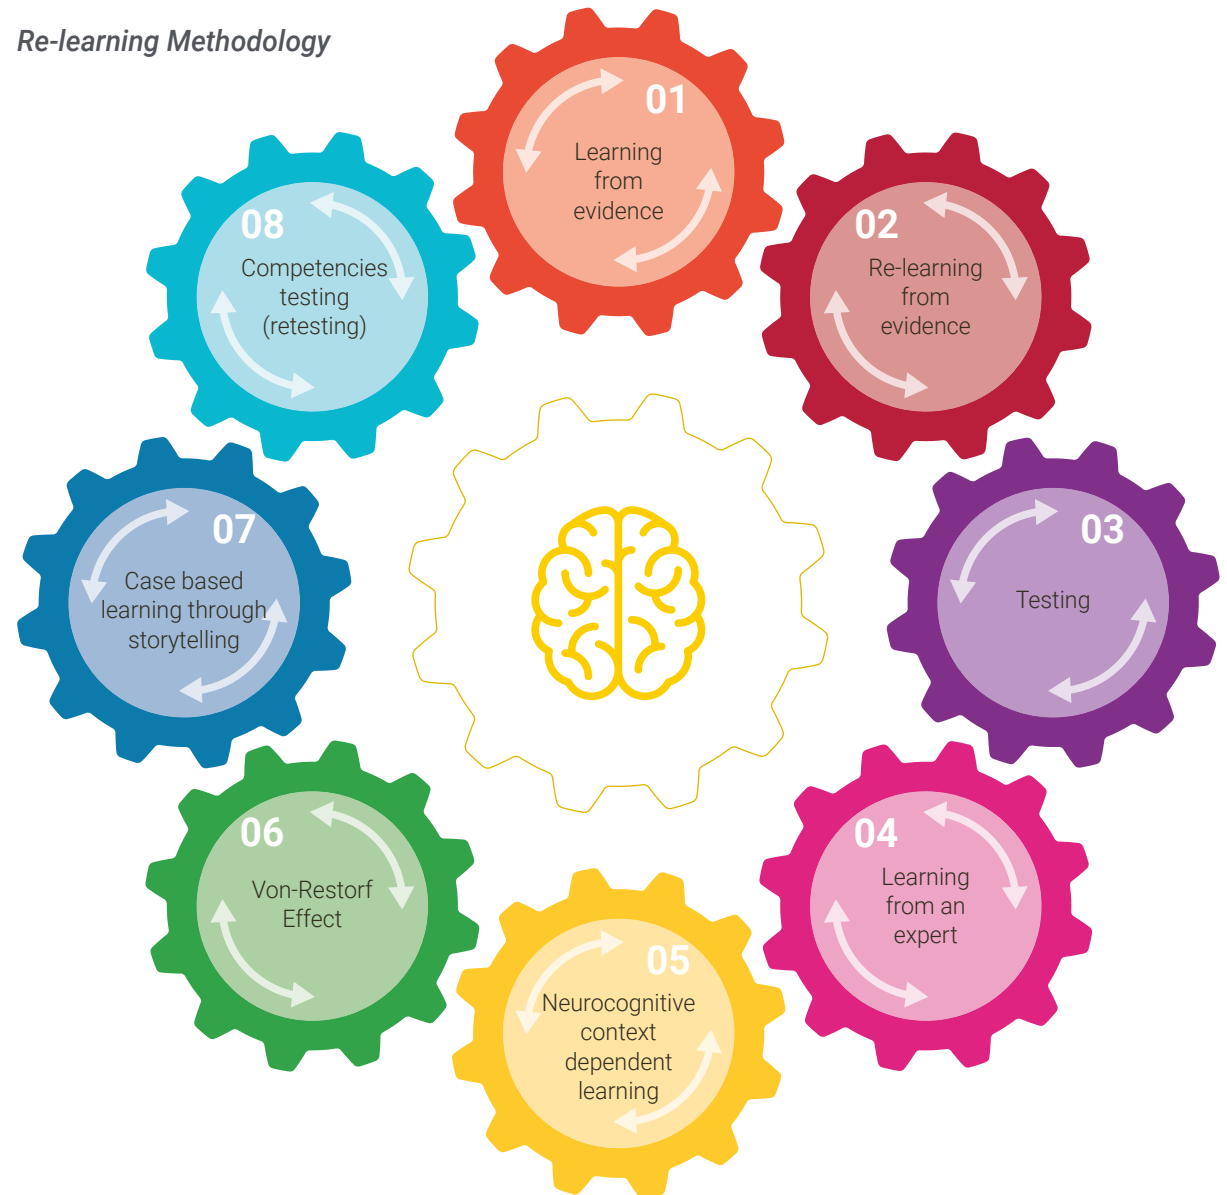 Re-learning Methodology
01
Learning
from
evidence
02
Re-learning
from
evidence
03
Testing
04
Learning
from an
expert
05
Neurocognitive
context
dependent
learning
06
Von-Restorf
Effect
07
Case based
learning through
storytelling
08
Competencies
testing
(retesting)